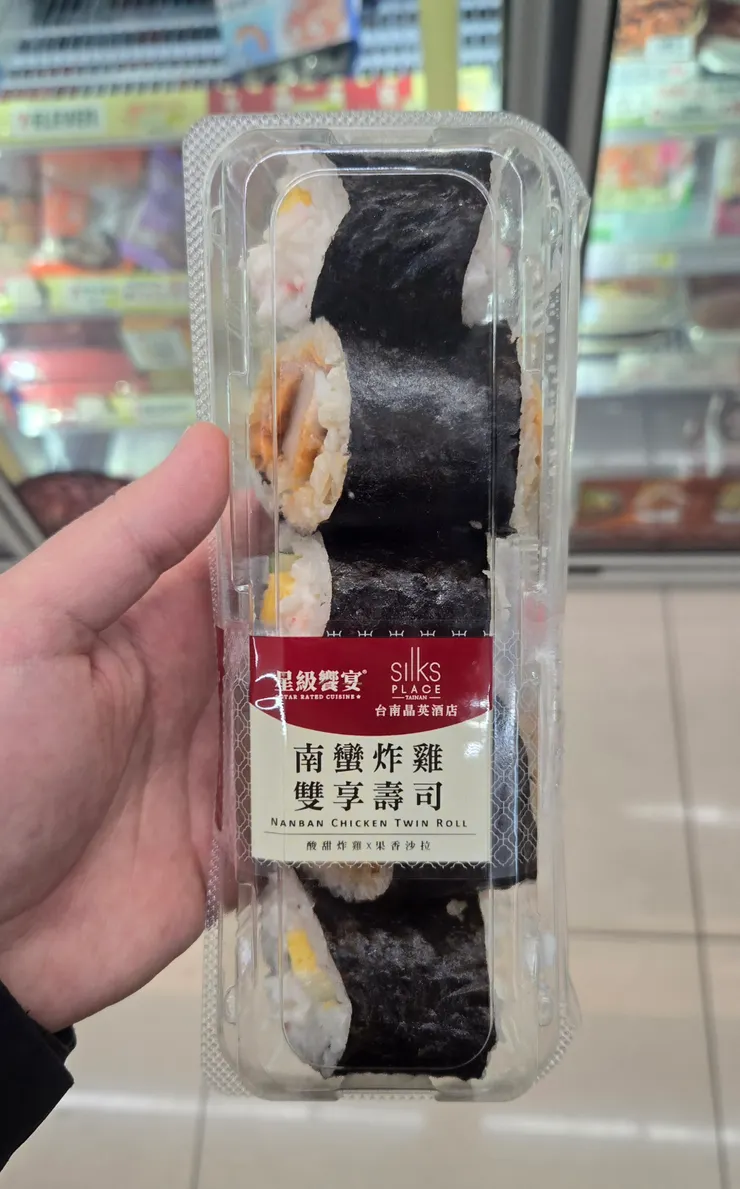 星級饗宴®
STAR RATED CUISINE
silks
PLACE
TAINAN
台南晶英酒店
南蠻炸雞
雙享壽司
NANBAN CHICKEN TWIN ROLL
酸甜炸雞x果香沙拉